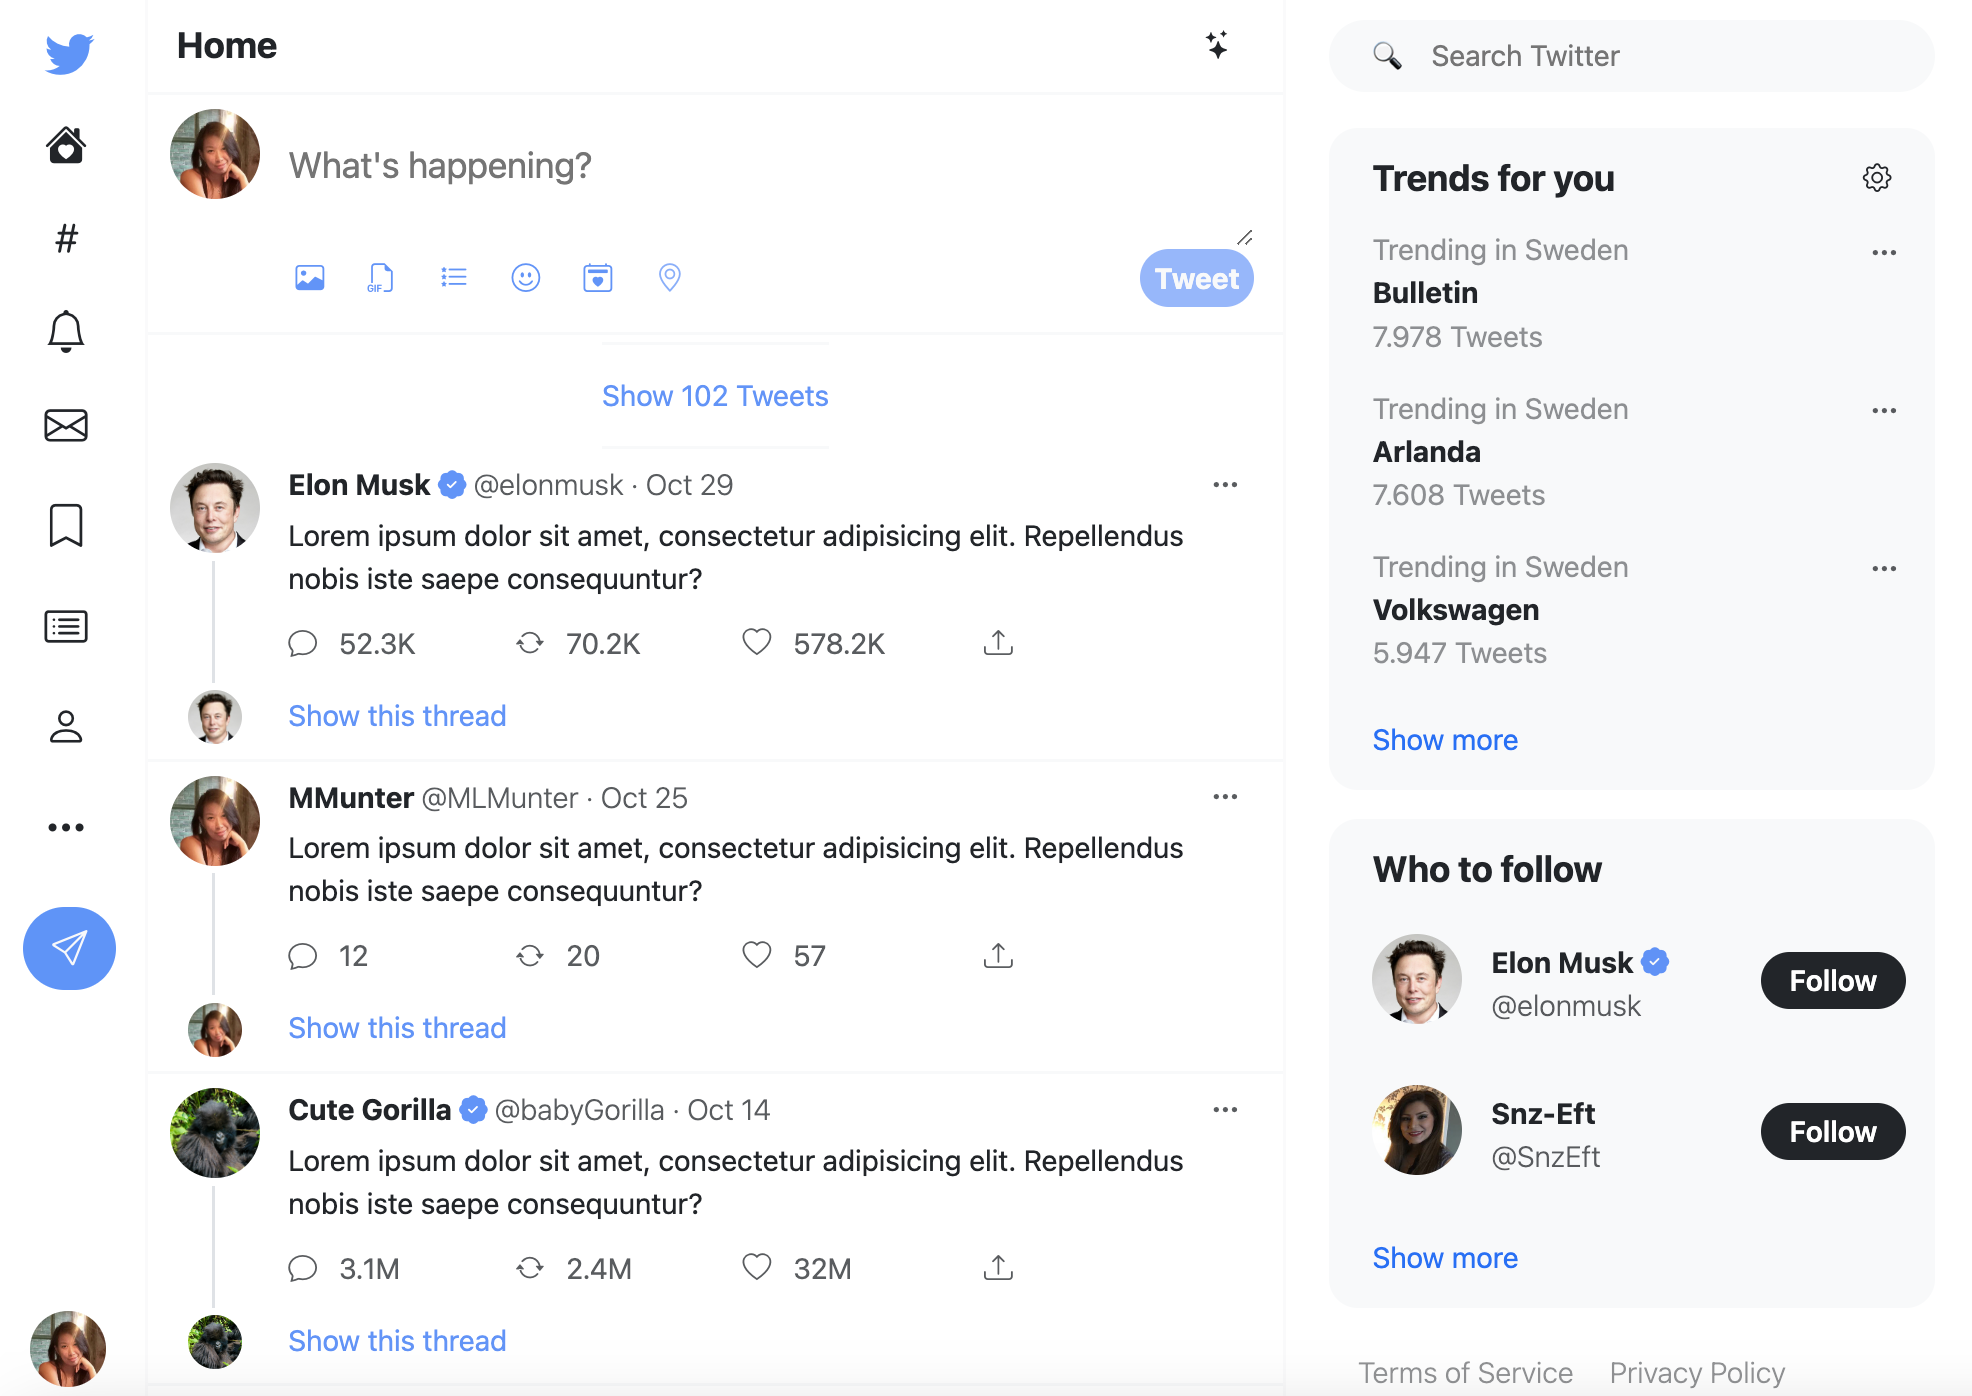 Home
What's happening?
GIF
Tweet
Show 102 Tweets
Elon Musk @elonmusk · Oct 29
Lorem ipsum dolor sit amet, consectetur adipisicing elit. Repellendus
nobis iste saepe consequuntur?
52.3K 70.2K 578.2K
Show this thread
MMunter @MLMunter · Oct 25
Lorem ipsum dolor sit amet, consectetur adipisicing elit. Repellendus
nobis iste saepe consequuntur?
12 20 57
Show this thread
Cute Gorilla @babyGorilla · Oct 14
Lorem ipsum dolor sit amet, consectetur adipisicing elit. Repellendus
nobis iste saepe consequuntur?
3.1M 2.4M 32M
Show this thread
Search Twitter
Trends for you
Trending in Sweden
Bulletin
7.978 Tweets
Trending in Sweden
Arlanda
7.608 Tweets
Trending in Sweden
Volkswagen
5.947 Tweets
Show more
Who to follow
Elon Musk
@elonmusk
Follow
Snz-Eft
@SnzEft
Follow
Show more
Terms of Service Privacy Policy